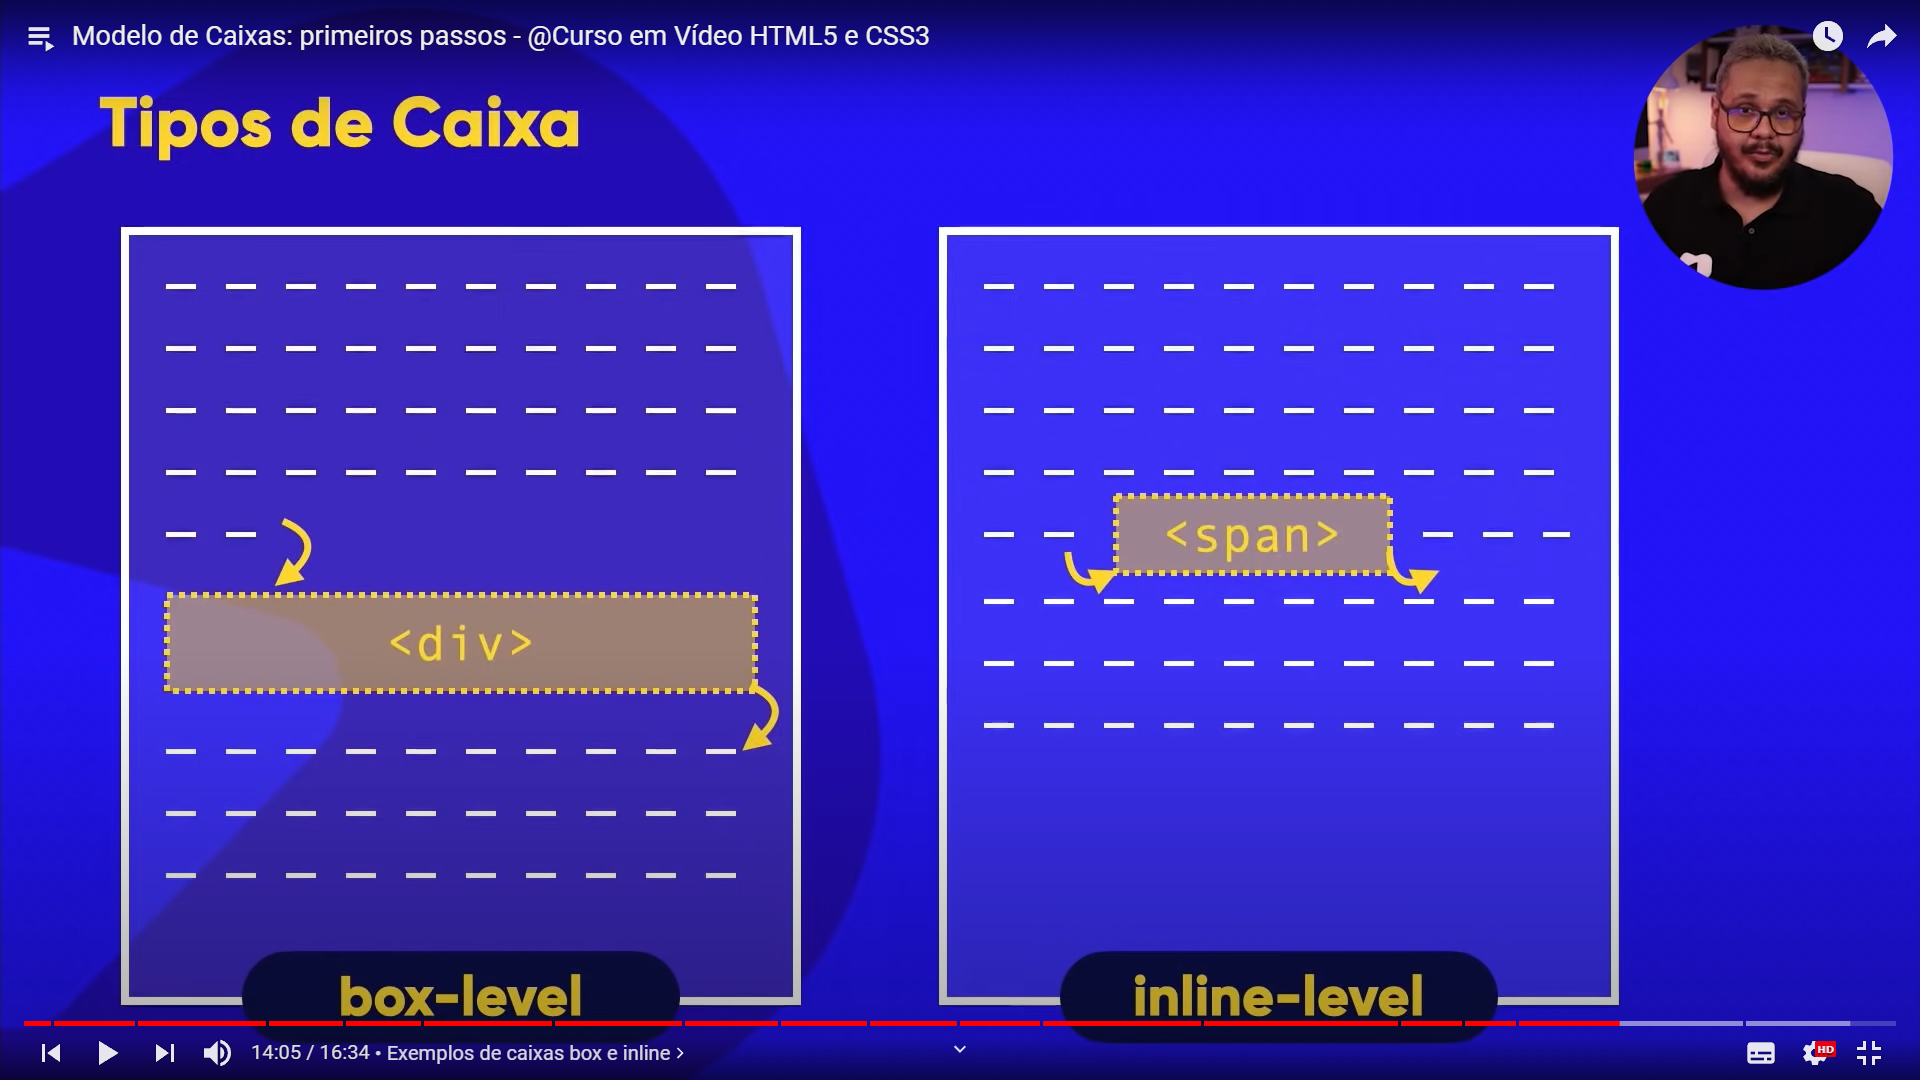 Modelo de Caixas: primeiros passos - @Curso em Vídeo HTML5 e CSS3
Tipos de Caixa
<div>
<span>
box-level
inline-level
14:05 / 16:34 • Exemplos de caixas box e inline ›
HD